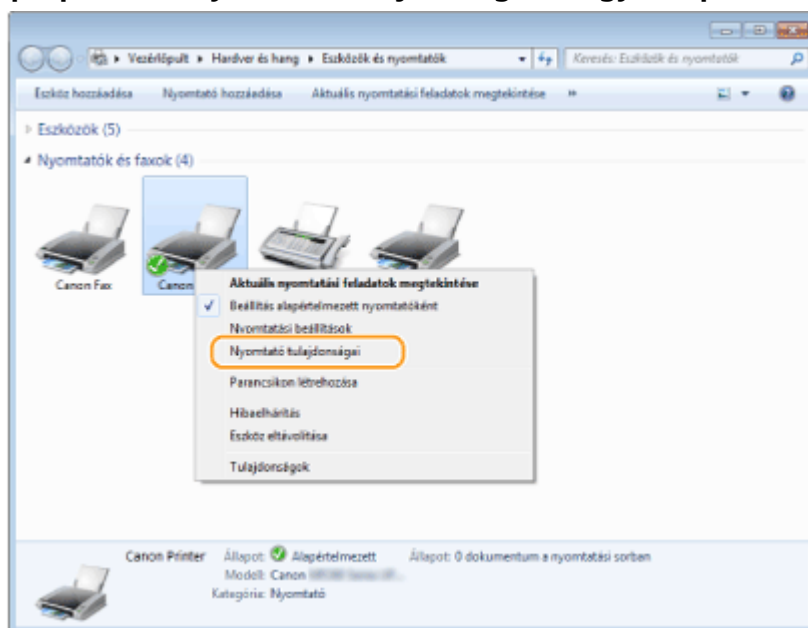 Vezérlőpult ▸ Hardver és hang ▸ Eszközök és nyomtatók
Keresés: Eszközök és nyomtatók
Eszköz hozzáadása Nyomtató hozzáadása Aktuális nyomtatási feladatok megtekintése »
Eszközök (5)
Nyomtatók és faxok (4)
Canon Fax
Canon
Aktuális nyomtatási feladatok megtekintése
Beállítás alapértelmezett nyomtatóként
Nyomtatási beállítások
Nyomtató tulajdonságai
Parancsikon létrehozása
Hibaelhárítás
Eszköz eltávolítása
Tulajdonságok
Canon Printer Állapot: Alapértelmezett Állapot: 0 dokumentum a nyomtatási sorban
Modell: Canon
Kategória: Nyomtató